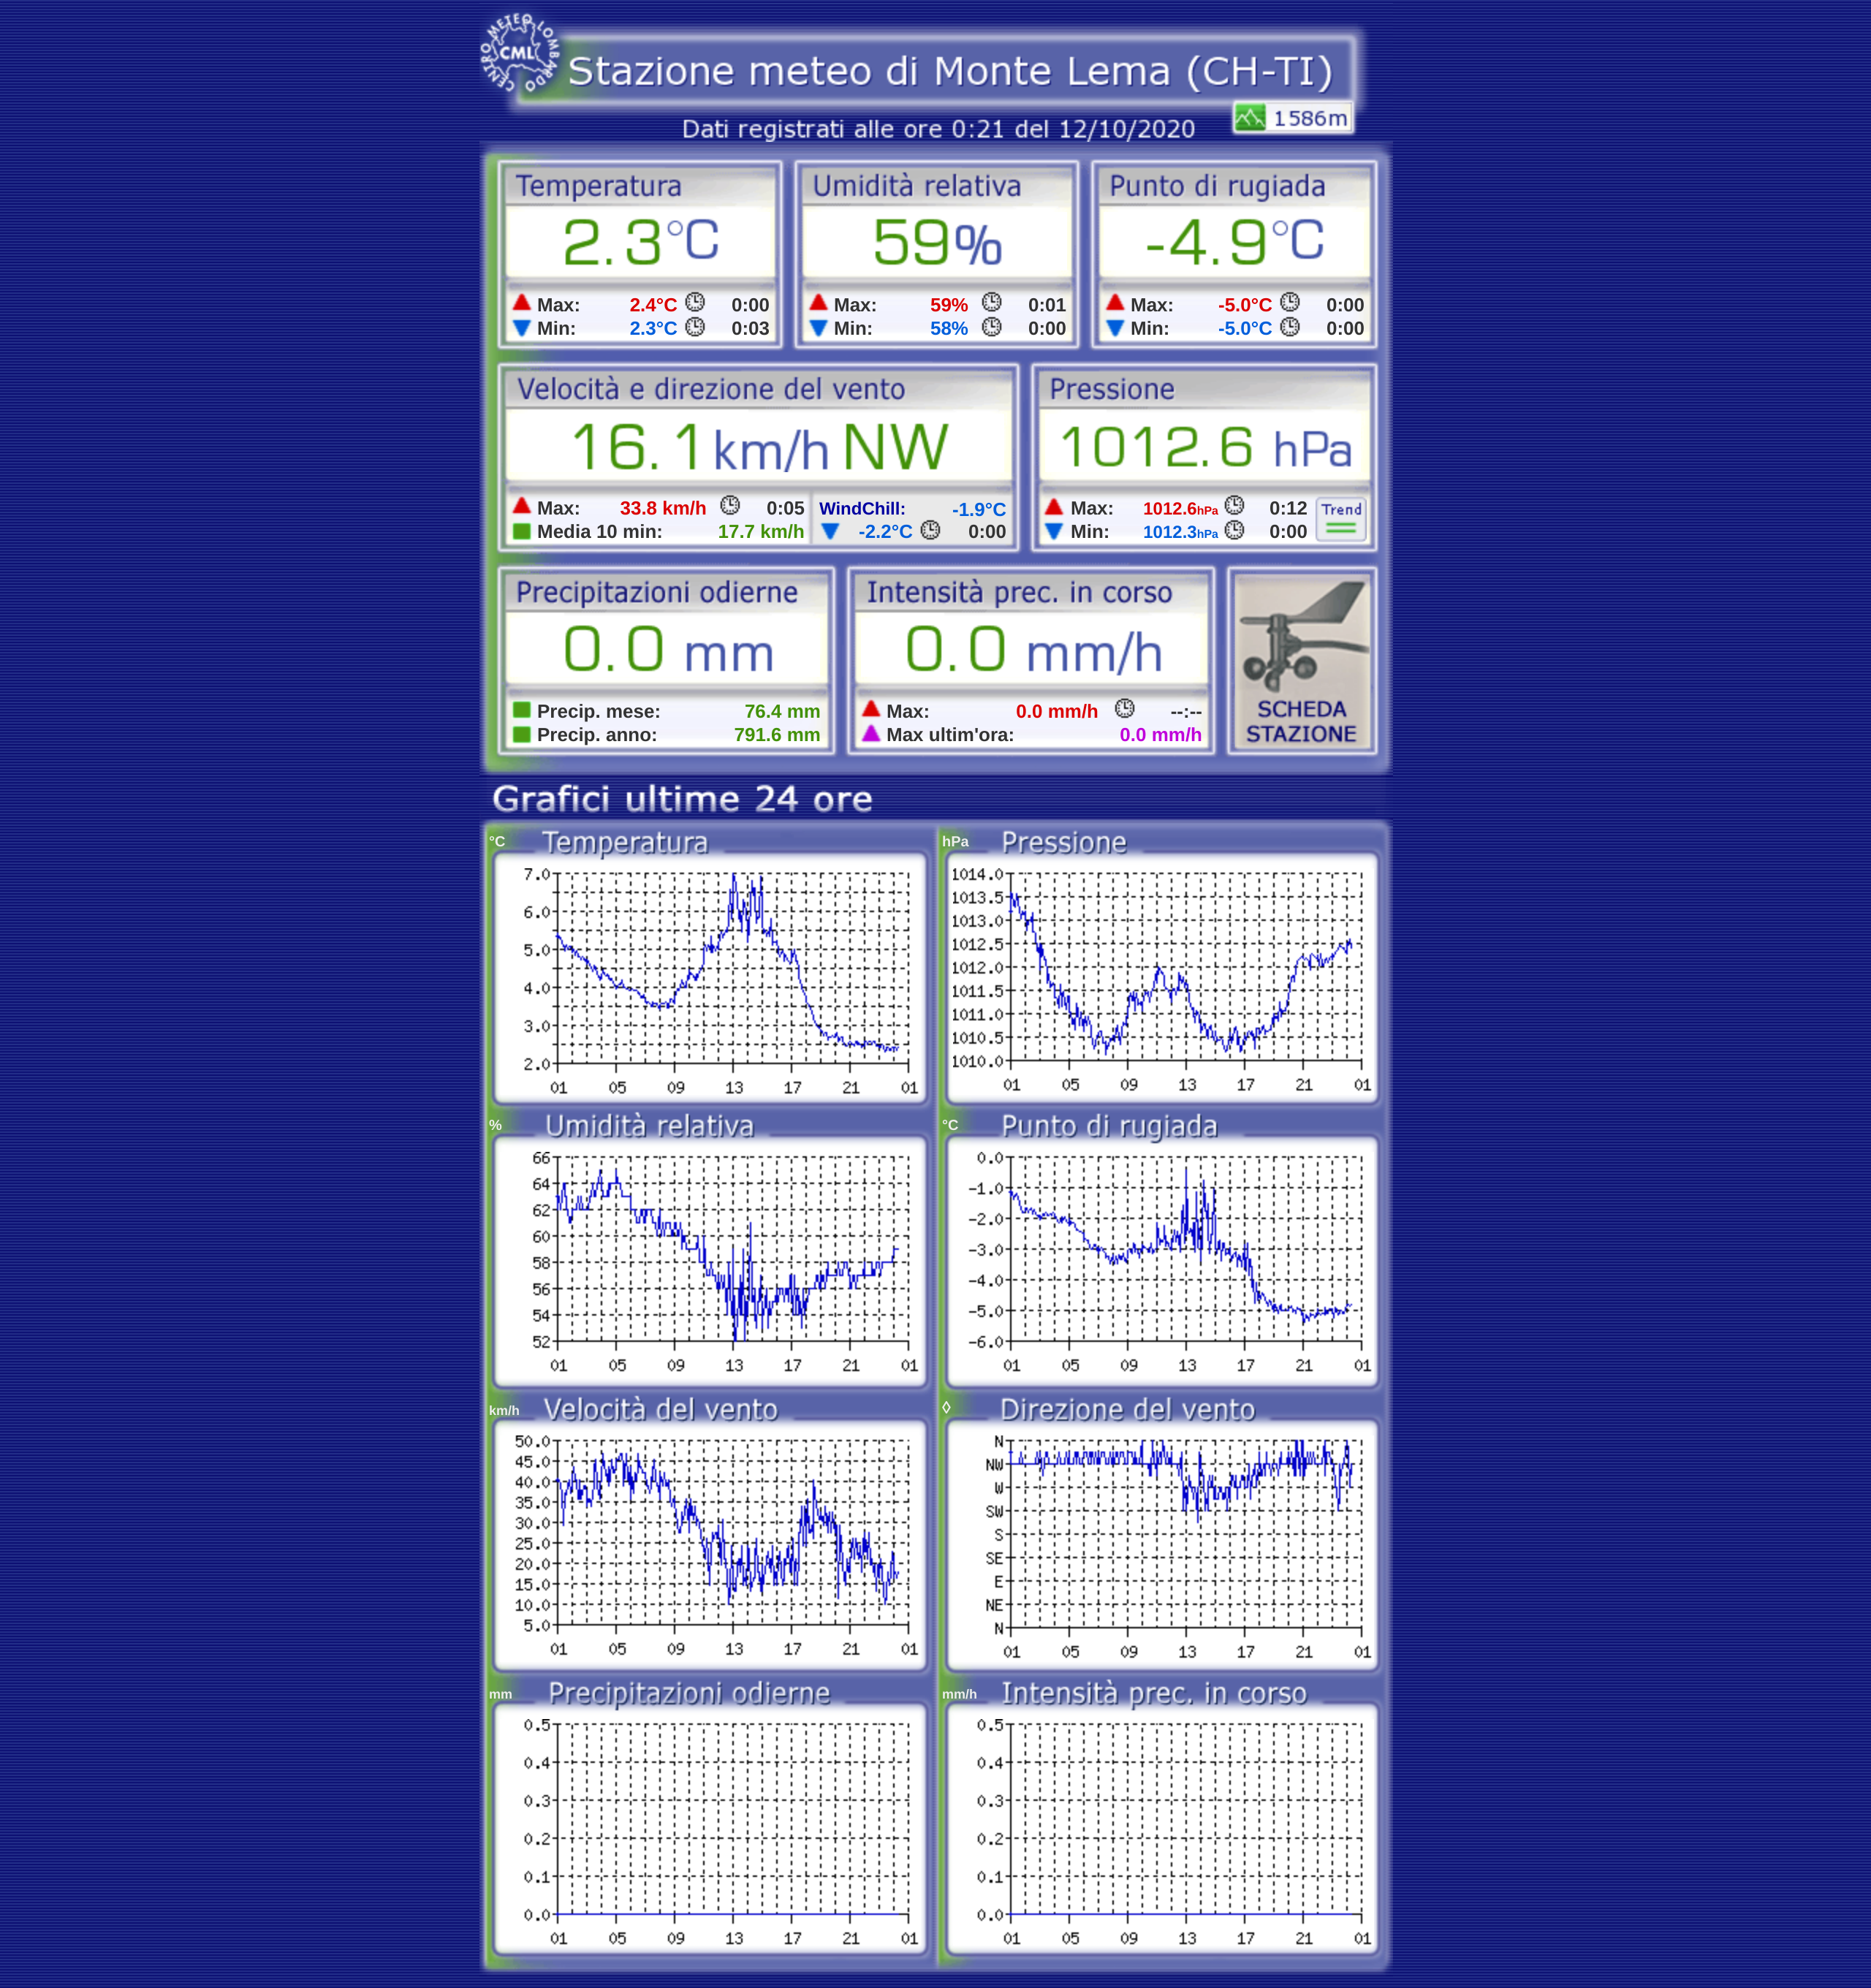 CENTRO METEO LOMBARDO
CML
Stazione meteo di Monte Lema (CH-TI)
1586m
Dati registrati alle ore 0:21 del 12/10/2020
Temperatura Umidità relativa Punto di rugiada
2.3°C 59% -4.9°C
Max: 2.4°C 0:00 Max: 59% 0:01 Max: -5.0°C 0:00
Min: 2.3°C 0:03 Min: 58% 0:00 Min: -5.0°C 0:00
Velocità e direzione del vento Pressione
16.1km/h NW 1012.6 hPa
Max: 33.8 km/h 0:05 WindChill: -1.9°C Max: 1012.6hPa 0:12 Trend
Media 10 min: 17.7 km/h -2.2°C 0:00 Min: 1012.3hPa 0:00
Precipitazioni odierne Intensità prec. in corso
0.0 mm 0.0 mm/h
Precip. mese: 76.4 mm Max: 0.0 mm/h --:-- SCHEDA
Precip. anno: 791.6 mm Max ultim'ora: 0.0 mm/h STAZIONE
Grafici ultime 24 ore
°C Temperatura
7.0
6.0
5.0
4.0
3.0
2.0
01 05 09 13 17 21 01
hPa Pressione
1014.0
1013.5
1013.0
1012.5
1012.0
1011.5
1011.0
1010.5
1010.0
01 05 09 13 17 21 01
% Umidità relativa
66
64
62
60
58
56
54
52
01 05 09 13 17 21 01
°C Punto di rugiada
0.0
-1.0
-2.0
-3.0
-4.0
-5.0
-6.0
01 05 09 13 17 21 01
km/h Velocità del vento
50.0
45.0
40.0
35.0
30.0
25.0
20.0
15.0
10.0
5.0
01 05 09 13 17 21 01
◊ Direzione del vento
N
NW
W
SW
S
SE
E
NE
N
01 05 09 13 17 21 01
mm Precipitazioni odierne
0.5
0.4
0.3
0.2
0.1
0.0
01 05 09 13 17 21 01
mm/h Intensità prec. in corso
0.5
0.4
0.3
0.2
0.1
0.0
01 05 09 13 17 21 01